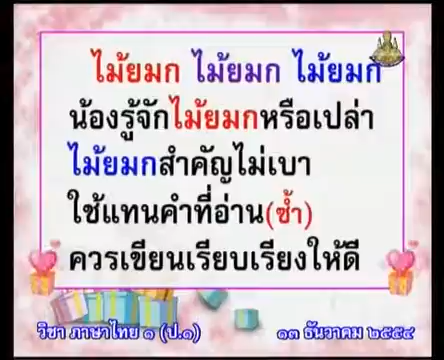 ไม้ยมก ไม้ยมก ไม้ยมก
น้องรู้จักไม้ยมกหรือเปล่า
ไม้ยมกสำคัญไม่เบา
ใช้แทนคำที่อ่าน(ซ้ำ)
ควรเขียนเรียบเรียงให้ดี
วิชา ภาษาไทย ๑ (ป.๑)
๑๓ ธันวาคม ๒๕๕๔